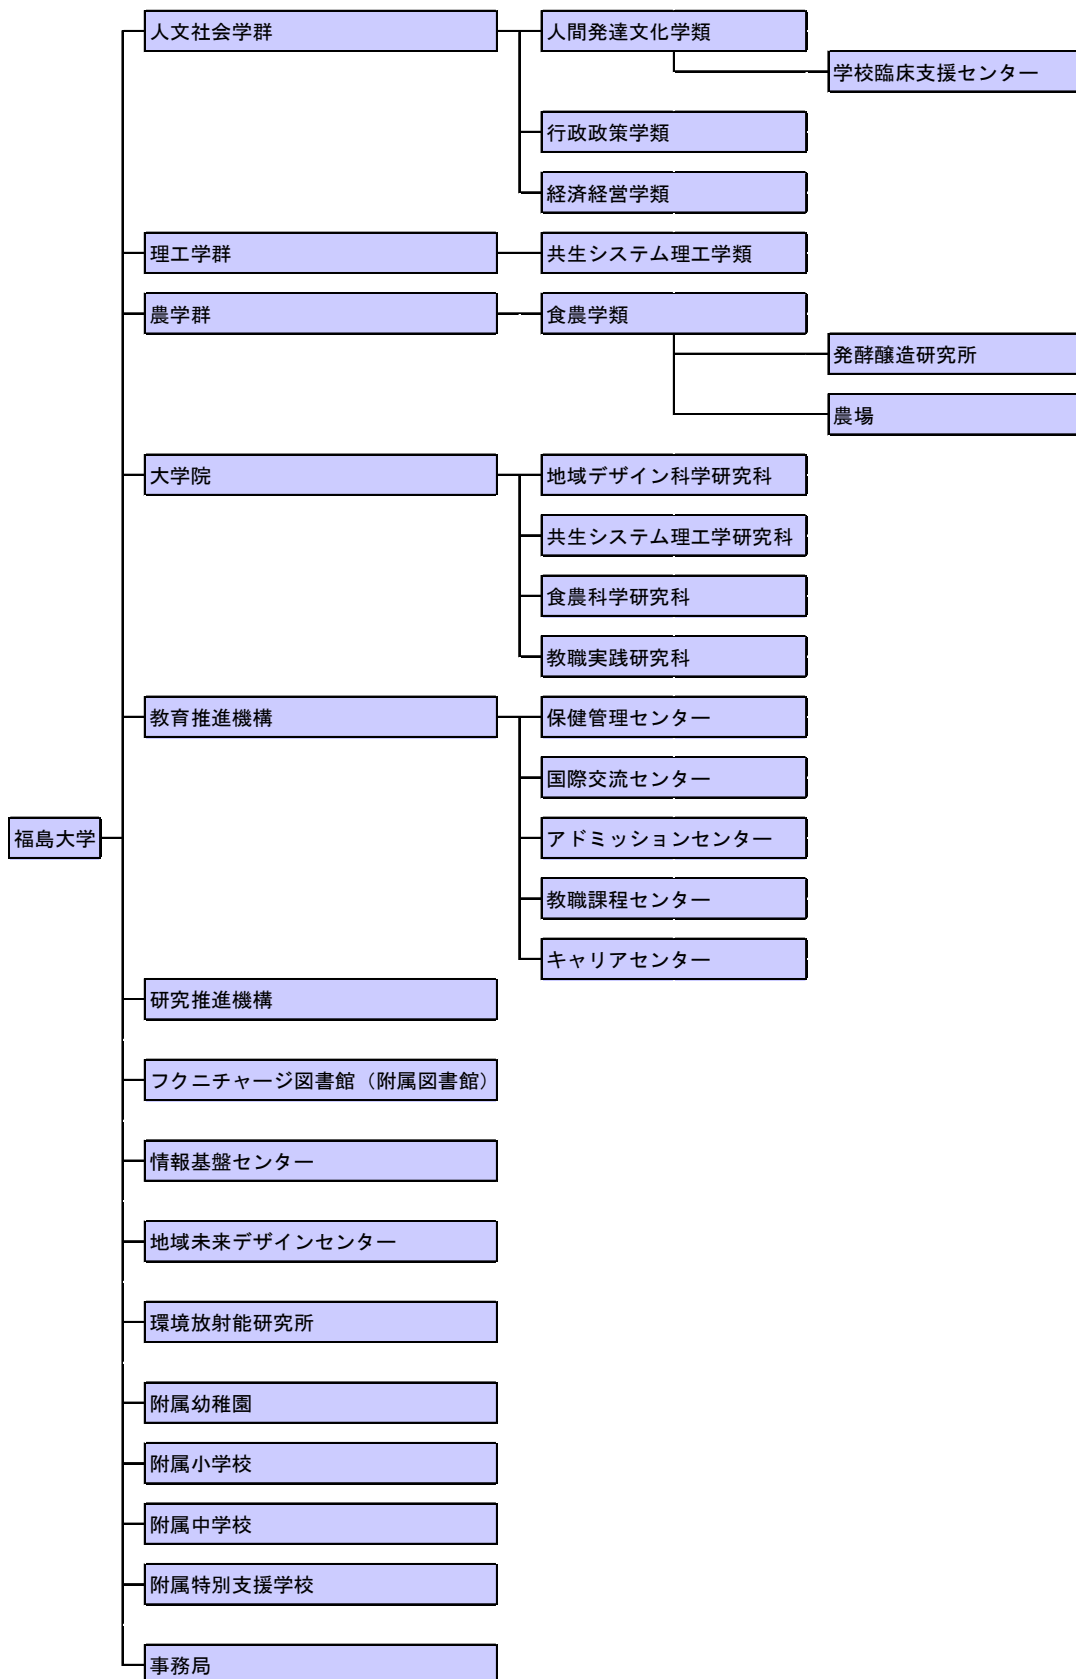 人文社会学群
人間発達文化学類
学校臨床支援センター
行政政策学類
経済経営学類
理工学群
共生システム理工学類
農学群
食農学類
発酵醸造研究所
農場
大学院
地域デザイン科学研究科
共生システム理工学研究科
食農科学研究科
教職実践研究科
教育推進機構
保健管理センター
国際交流センター
福島大学
アドミッションセンター
教職課程センター
キャリアセンター
研究推進機構
フクニチャージ図書館（附属図書館）
情報基盤センター
地域未来デザインセンター
環境放射能研究所
附属幼稚園
附属小学校
附属中学校
附属特別支援学校
事務局